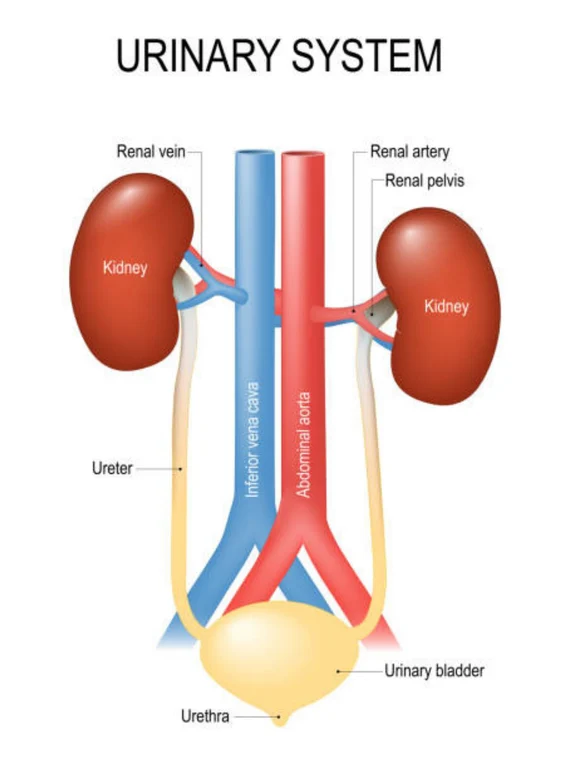 URINARY SYSTEM
Renal vein
Renal artery
Renal pelvis
Kidney
Kidney
Inferior vena cava
Abdominal aorta
Ureter
Urinary bladder
Urethra